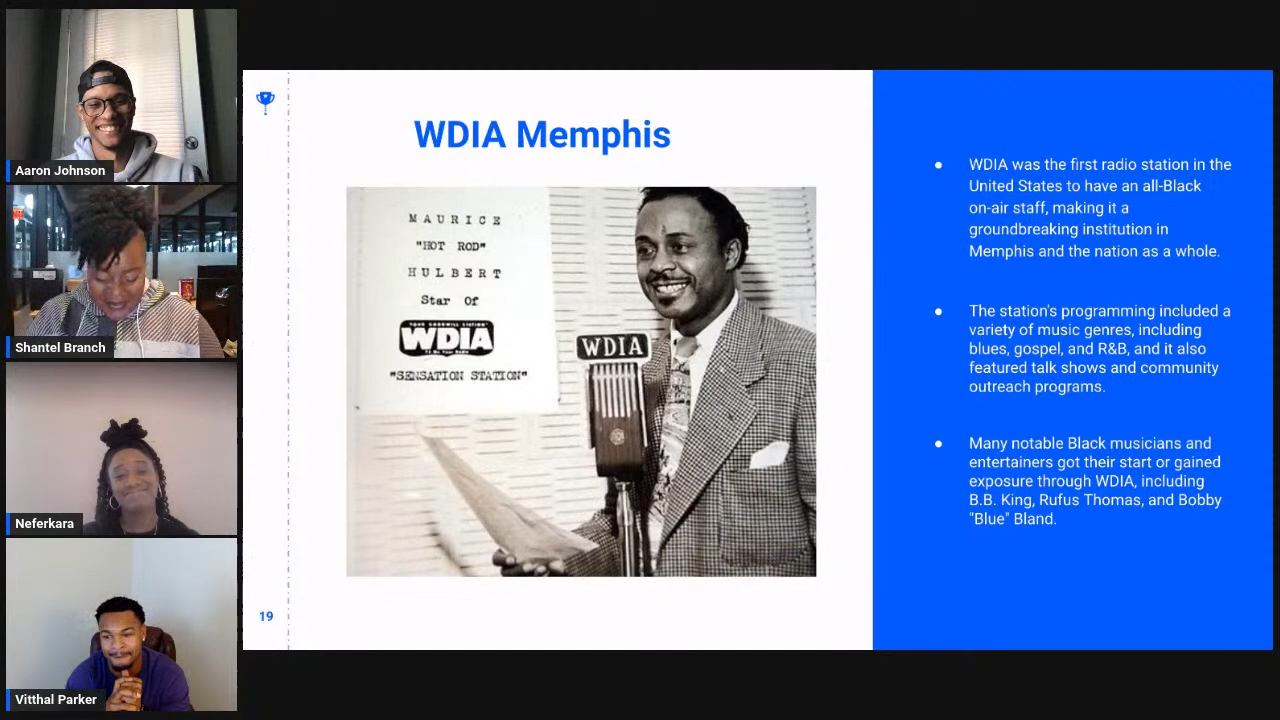 Aaron Johnson
Shantel Branch
Neferkara
Vitthal Parker
WDIA Memphis
MAURICE
"HOT ROD"
HULBERT
Star Of
YOUR GOODWILL STATION
WDIA
"SENSATION STATION"
WDIA
19
● WDIA was the first radio station in the
United States to have an all-Black
on-air staff, making it a
groundbreaking institution in
Memphis and the nation as a whole.
● The station's programming included a
variety of music genres, including
blues, gospel, and R&B, and it also
featured talk shows and community
outreach programs.
● Many notable Black musicians and
entertainers got their start or gained
exposure through WDIA, including
B.B. King, Rufus Thomas, and Bobby
"Blue" Bland.